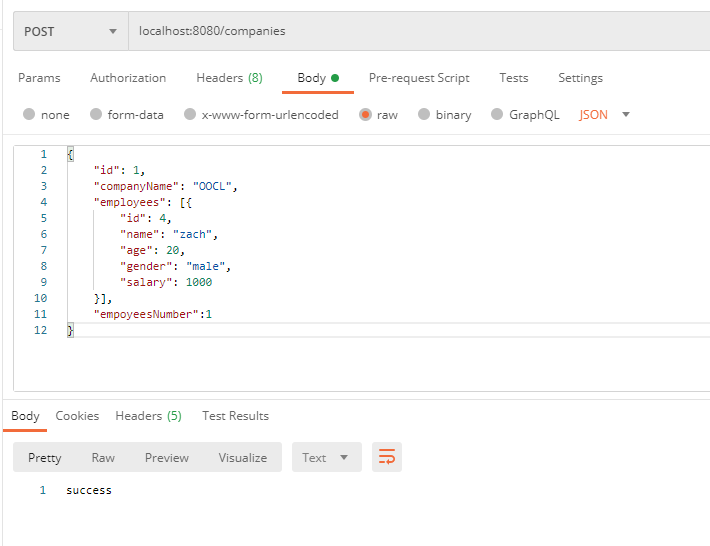 POST localhost:8080/companies
Params Authorization Headers (8) Body Pre-request Script Tests Settings
none form-data x-www-form-urlencoded raw binary GraphQL JSON
1 {
2 "id": 1,
3 "companyName": "OOCL",
4 "employees": [{
5 "id": 4,
6 "name": "zach",
7 "age": 20,
8 "gender": "male",
9 "salary": 1000
10 }],
11 "empoyeesNumber":1
12 }
Body Cookies Headers (5) Test Results
Pretty Raw Preview Visualize Text
1 success